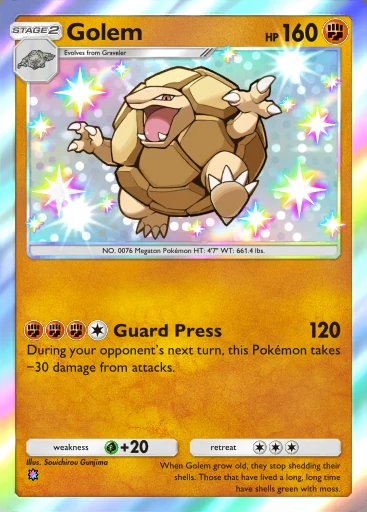 STAGE 2 Golem HP 160
Evolves from Graveler
NO. 0076 Megaton Pokémon HT: 4'7" WT: 661.4 lbs.
Guard Press 120
During your opponent's next turn, this Pokémon takes
−30 damage from attacks.
weakness +20 retreat
Illus. Souichirou Gunjima
When Golem grow old, they stop shedding their
shells. Those that have lived a long, long time
have shells green with moss.